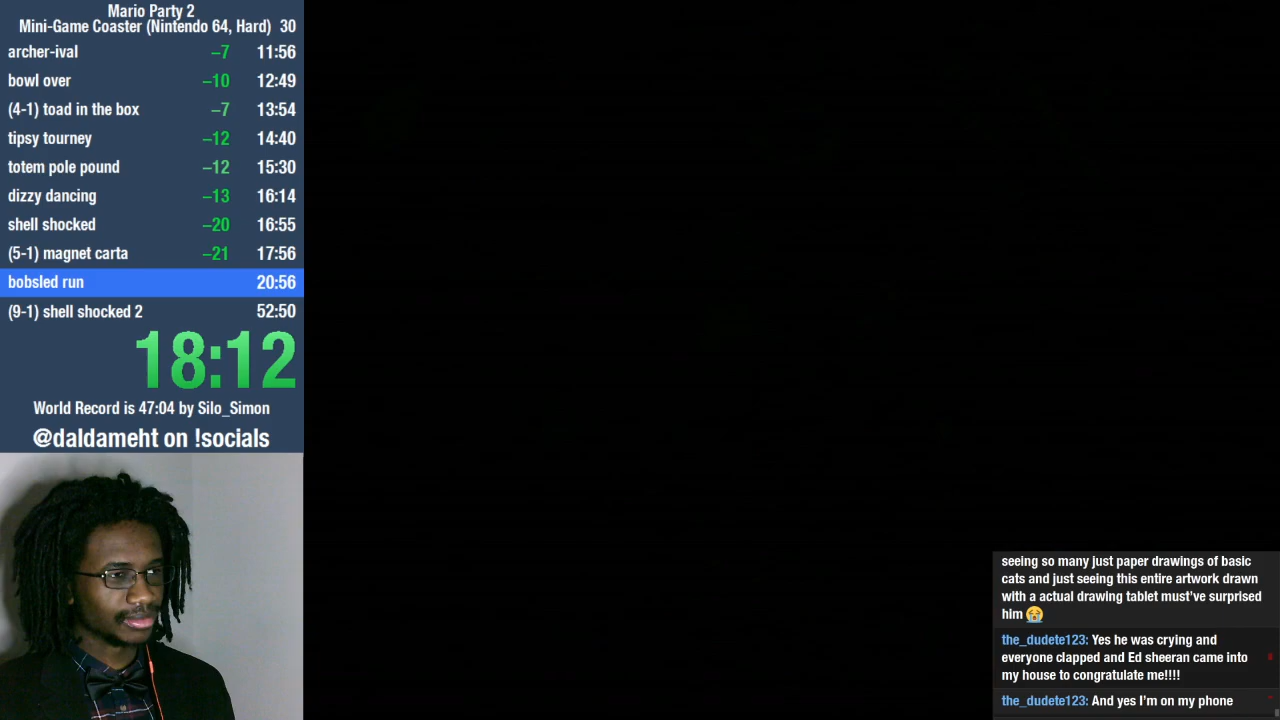 Mario Party 2
Mini-Game Coaster (Nintendo 64, Hard) 30
archer-ival –7 11:56
bowl over –10 12:49
(4-1) toad in the box –7 13:54
tipsy tourney –12 14:40
totem pole pound –12 15:30
dizzy dancing –13 16:14
shell shocked –20 16:55
(5-1) magnet carta –21 17:56
bobsled run 20:56
(9-1) shell shocked 2 52:50
18:12
World Record is 47:04 by Silo_Simon
@daldameht on !socials
seeing so many just paper drawings of basic
cats and just seeing this entire artwork drawn
with a actual drawing tablet must've surprised
him 😭
the_dudete123: Yes he was crying and
everyone clapped and Ed sheeran came into
my house to congratulate me!!!!
the_dudete123: And yes I'm on my phone